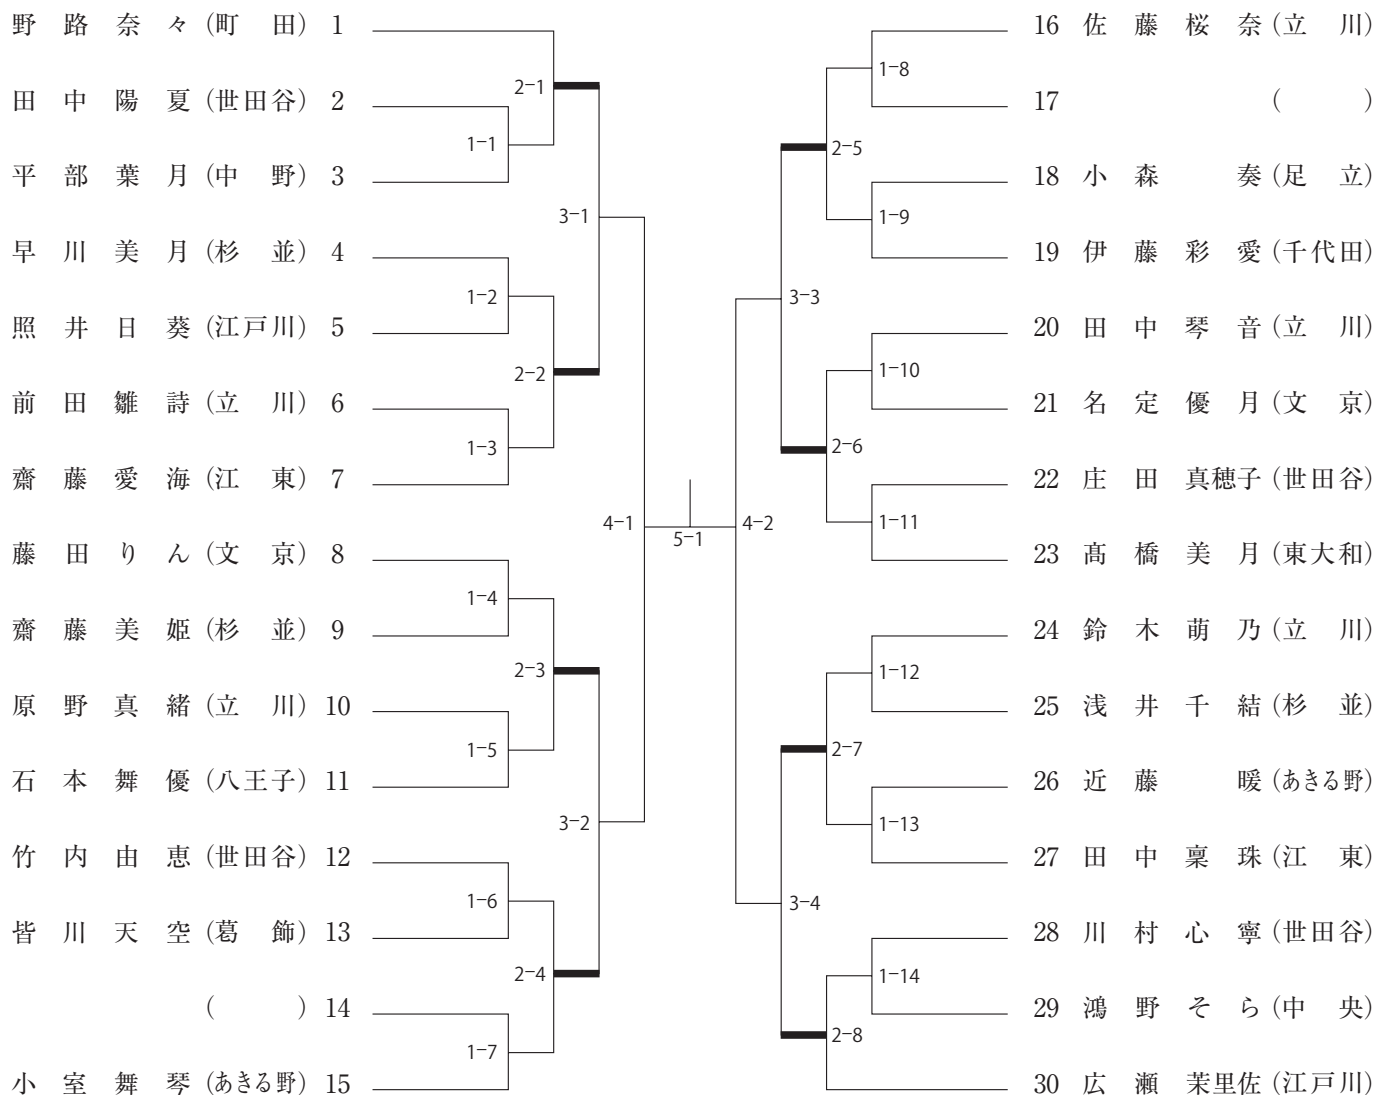 野路奈々(町田) 1
田中陽夏(世田谷) 2
平部葉月(中野) 3
早川美月(杉並) 4
照井日葵(江戸川) 5
前田雛詩(立川) 6
齋藤愛海(江東) 7
藤田りん(文京) 8
齋藤美姫(杉並) 9
原野真緒(立川) 10
石本舞優(八王子) 11
竹内由恵(世田谷) 12
皆川天空(葛飾) 13
( ) 14
小室舞琴(あきる野) 15
1-1
1-2
1-3
1-4
1-5
1-6
1-7
2-1
2-2
2-3
2-4
3-1
3-2
4-1
5-1
4-2
3-3
3-4
2-5
2-6
2-7
2-8
1-8
1-9
1-10
1-11
1-12
1-13
1-14
16 佐藤桜奈(立川)
17 ( )
18 小森奏(足立)
19 伊藤彩愛(千代田)
20 田中琴音(立川)
21 名定優月(文京)
22 庄田真穂子(世田谷)
23 髙橋美月(東大和)
24 鈴木萌乃(立川)
25 浅井千結(杉並)
26 近藤暖(あきる野)
27 田中稟珠(江東)
28 川村心寧(世田谷)
29 鴻野そら(中央)
30 広瀬茉里佐(江戸川)